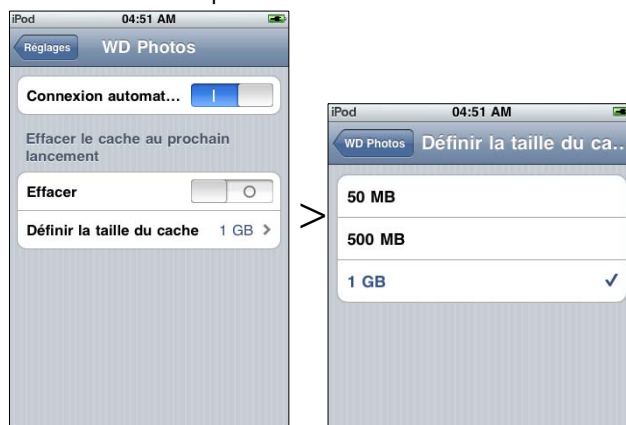 iPod 04:51 AM
Réglages WD Photos
Connexion automat...
Effacer le cache au prochain
lancement
Effacer
Définir la taille du cache 1 GB >
>
iPod 04:51 AM
WD Photos Définir la taille du ca...
50 MB
500 MB
1 GB ✓